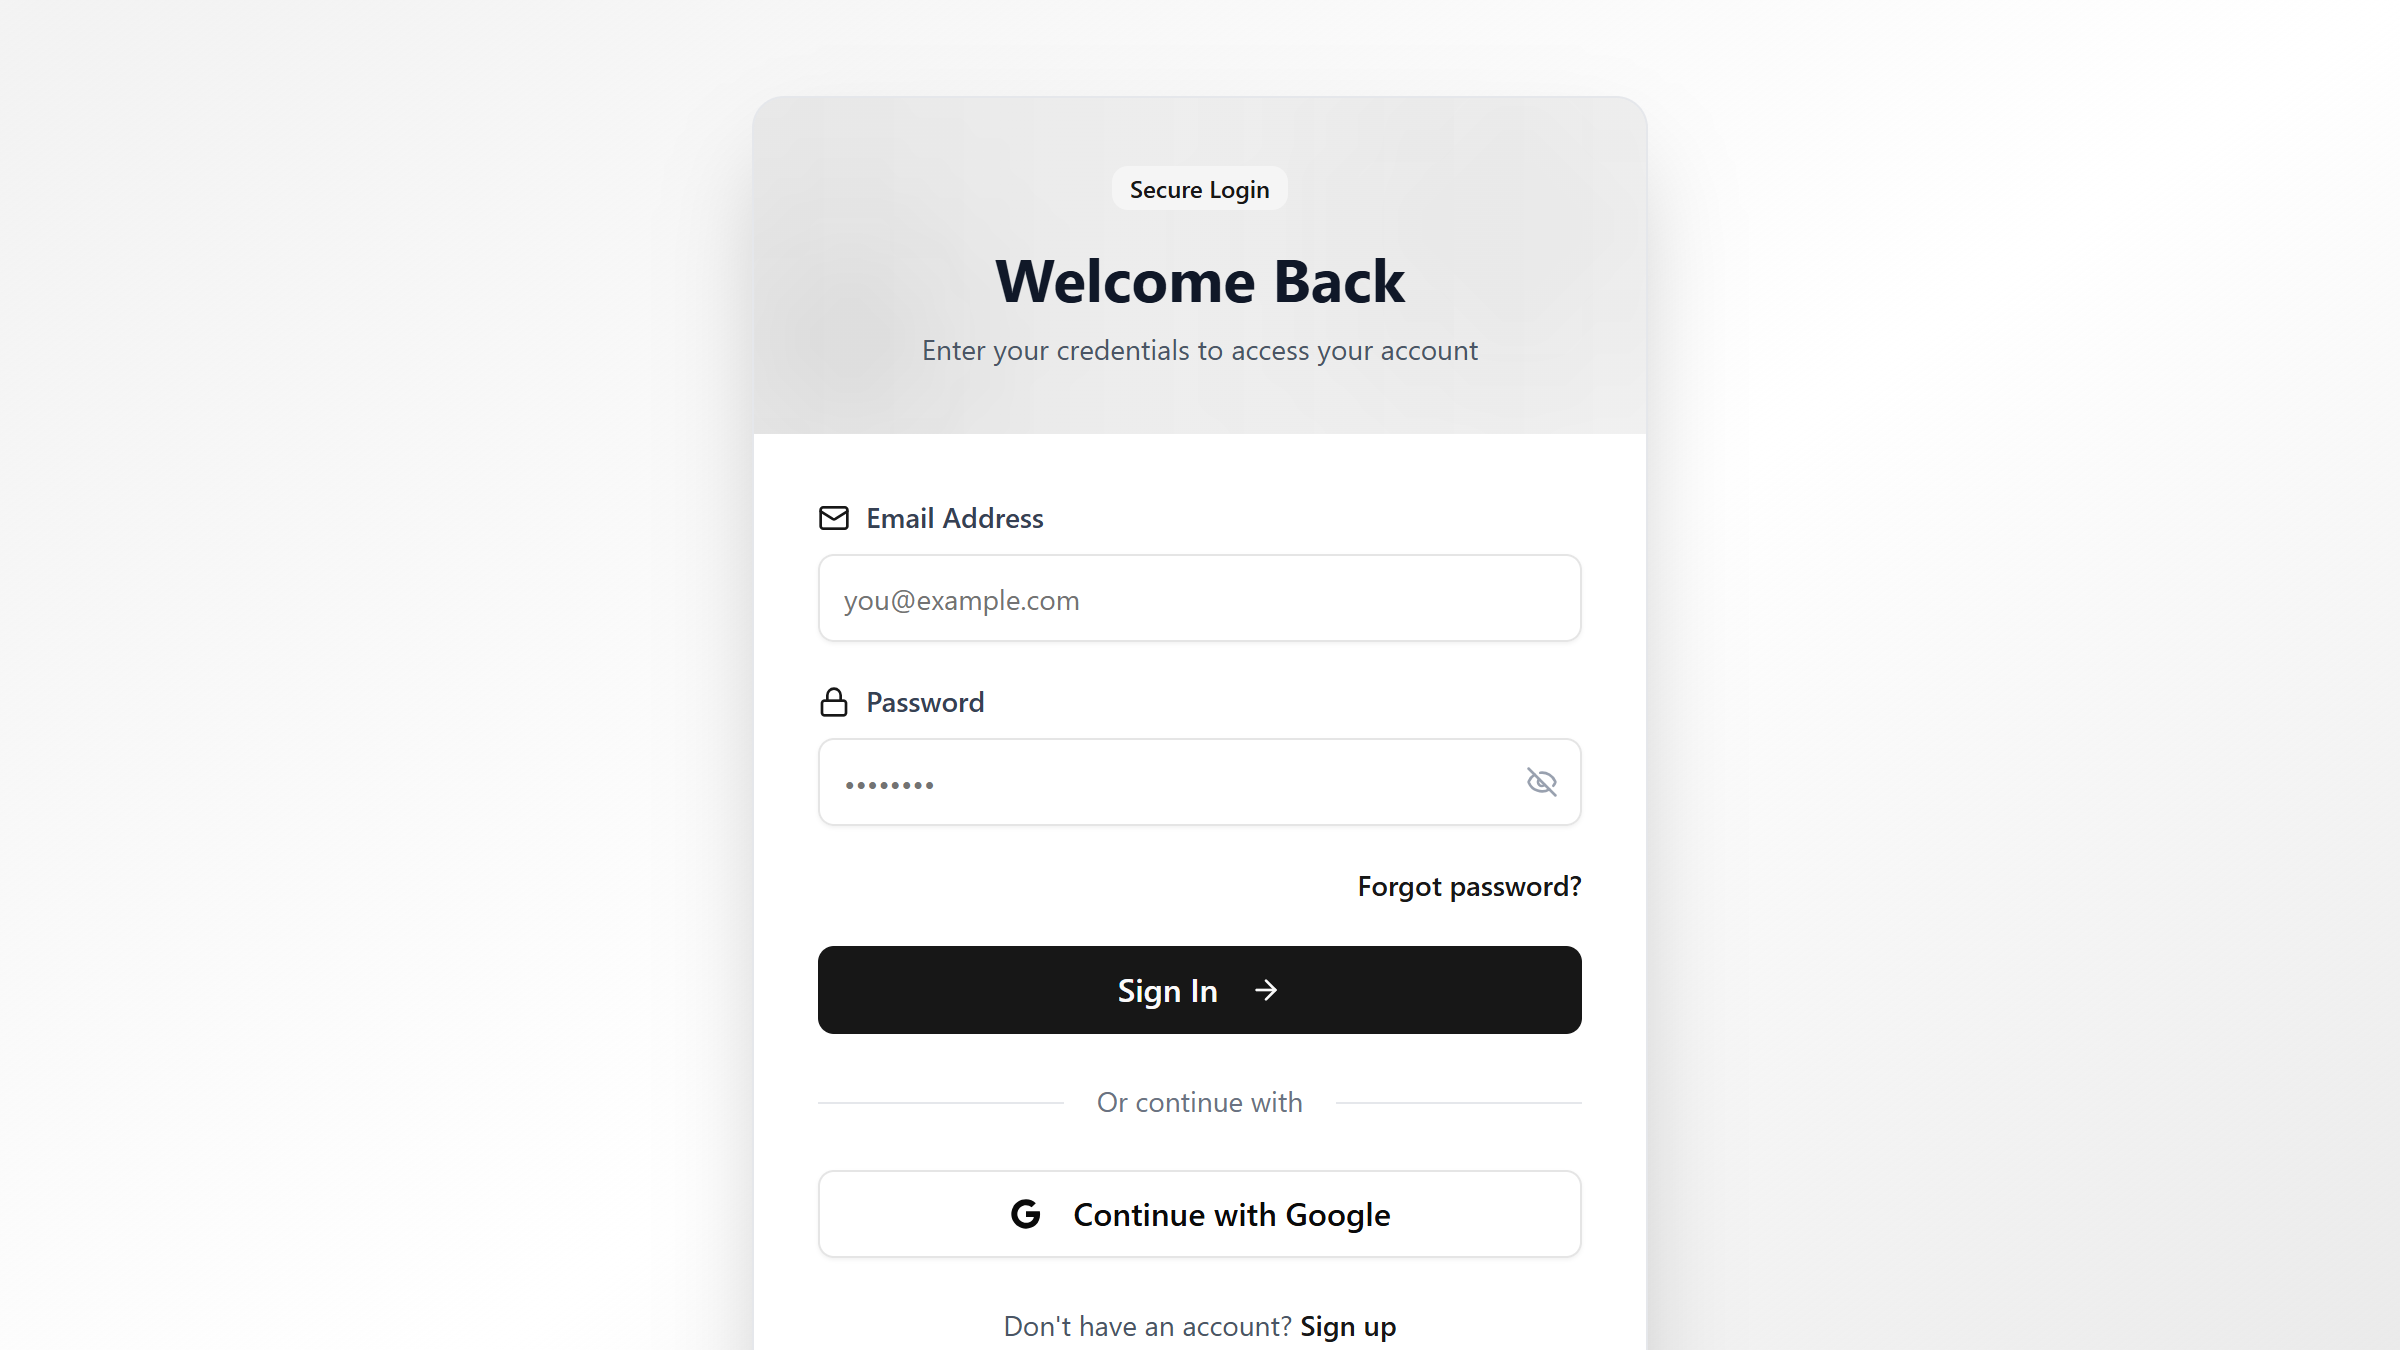 Secure Login
Welcome Back
Enter your credentials to access your account
Email Address
you@example.com
Password
••••••••
Forgot password?
Sign In
Or continue with
Continue with Google
Don't have an account? Sign up